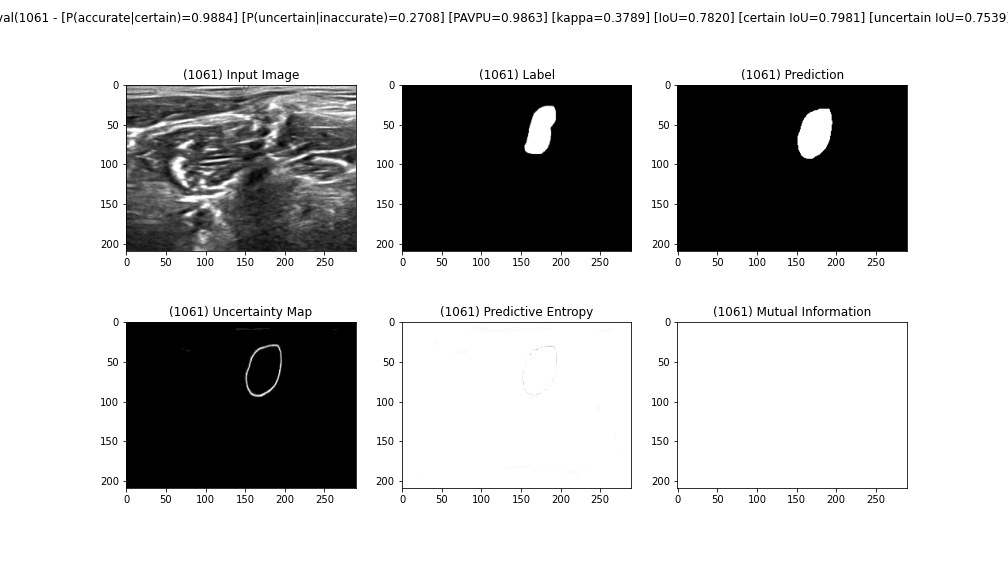 val(1061 - [P(accurate|certain)=0.9884] [P(uncertain|inaccurate)=0.2708] [PAVPU=0.9863] [kappa=0.3789] [IoU=0.7820] [certain IoU=0.7981] [uncertain IoU=0.7539]
(1061) Input Image
0
50
100
150
200
0 50 100 150 200 250
(1061) Label
0
50
100
150
200
0 50 100 150 200 250
(1061) Prediction
0
50
100
150
200
0 50 100 150 200 250
(1061) Uncertainty Map
0
50
100
150
200
0 50 100 150 200 250
(1061) Predictive Entropy
0
50
100
150
200
0 50 100 150 200 250
(1061) Mutual Information
0
50
100
150
200
0 50 100 150 200 250